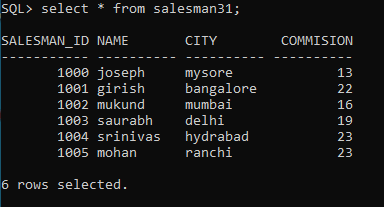 SQL> select * from salesman31;
SALESMAN_ID NAME       CITY        COMMISION
----------- ---------- ---------- ----------
       1000 joseph     mysore             13
       1001 girish     bangalore          22
       1002 mukund     mumbai             16
       1003 saurabh    delhi              19
       1004 srinivas   hydrabad           23
       1005 mohan      ranchi             23
6 rows selected.